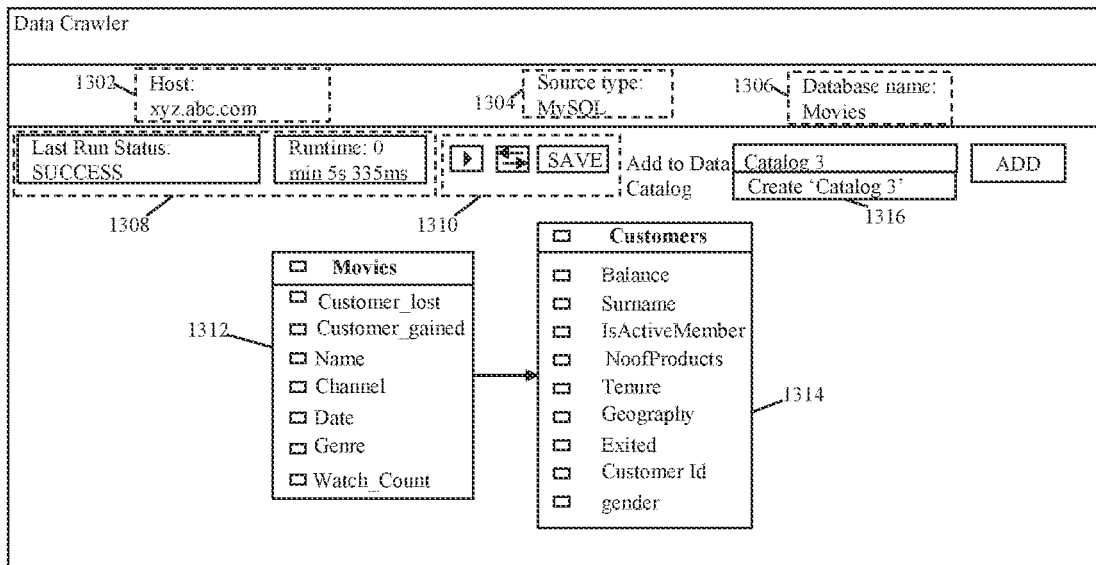 Data Crawler
1302
Host:
xyz.abc.com
1304
Source type:
MySQL
1306
Database name:
Movies
Last Run Status:
SUCCESS
Runtime: 0
min 5s 335ms
SAVE
Add to Data
Catalog
Catalog 3
Create ‘Catalog 3’
ADD
1308
1310
1316
Movies
Customer_lost
Customer_gained
Name
Channel
Date
Genre
Watch_Count
1312
Customers
Balance
Surname
IsActiveMember
NoofProducts
Tenure
Geography
Exited
Customer Id
gender
1314